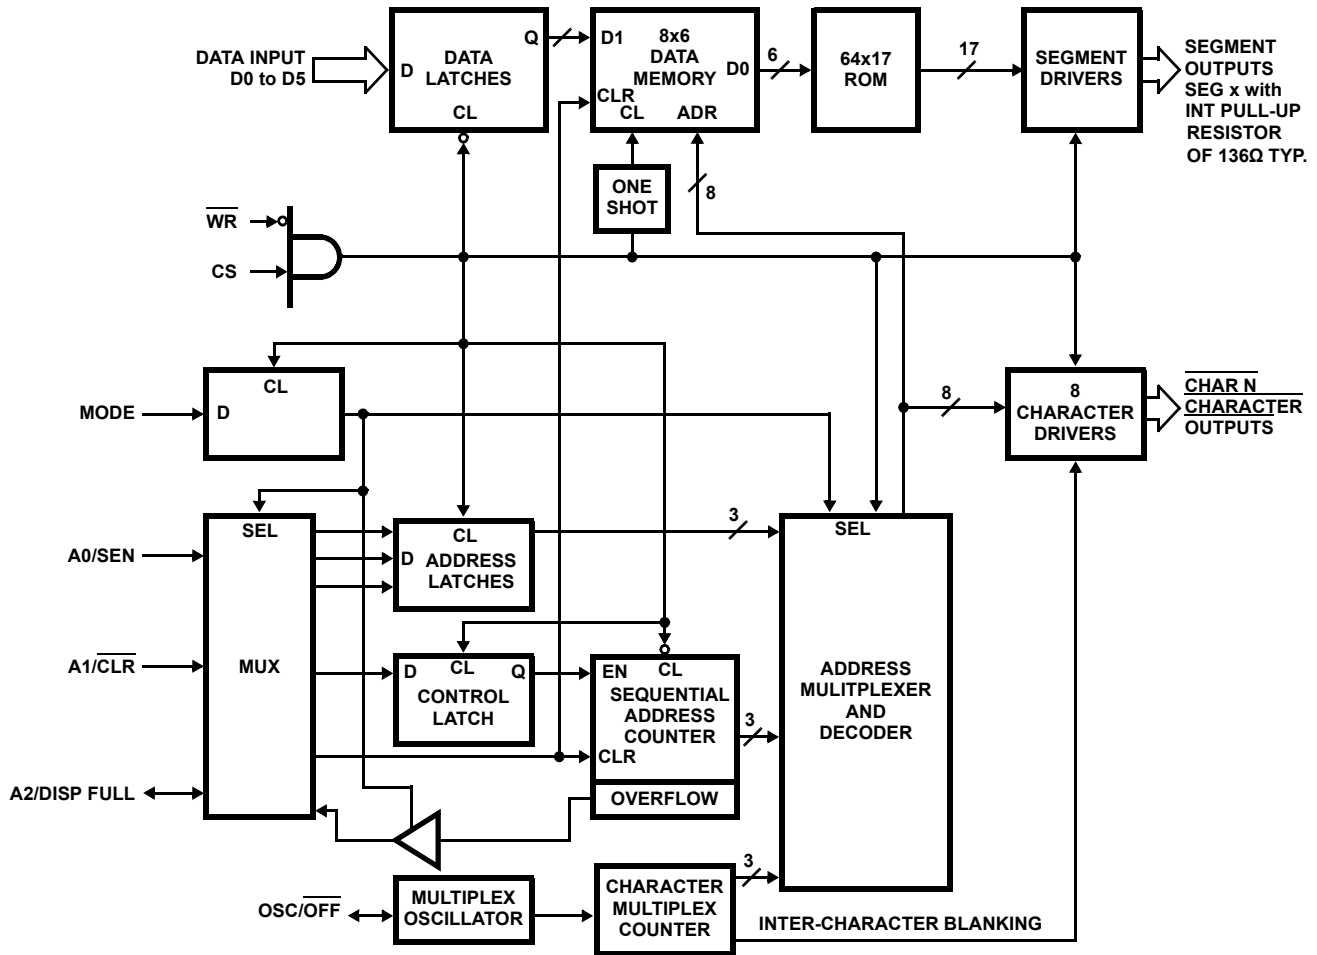 DATA INPUT
D0 to D5
D
DATA
LATCHES
Q
CL
D1
8x6
DATA
MEMORY
D0
CLR
CL
ADR
6
64x17
ROM
17
SEGMENT
DRIVERS
SEGMENT
OUTPUTS
SEG x with
INT PULL-UP
RESISTOR
OF 136Ω TYP.
ONE
SHOT
8
WR
CS
MODE
CL
D
8
8
CHARACTER
DRIVERS
CHAR N
CHARACTER
OUTPUTS
A0/SEN
A1/CLR
A2/DISP FULL
SEL
MUX
CL
D
ADDRESS
LATCHES
3
SEL
ADDRESS
MULITPLEXER
AND
DECODER
D
CL
Q
CONTROL
LATCH
EN
CL
SEQUENTIAL
ADDRESS
COUNTER
CLR
OVERFLOW
3
OSC/OFF
MULTIPLEX
OSCILLATOR
CHARACTER
MULTIPLEX
COUNTER
3
INTER-CHARACTER BLANKING